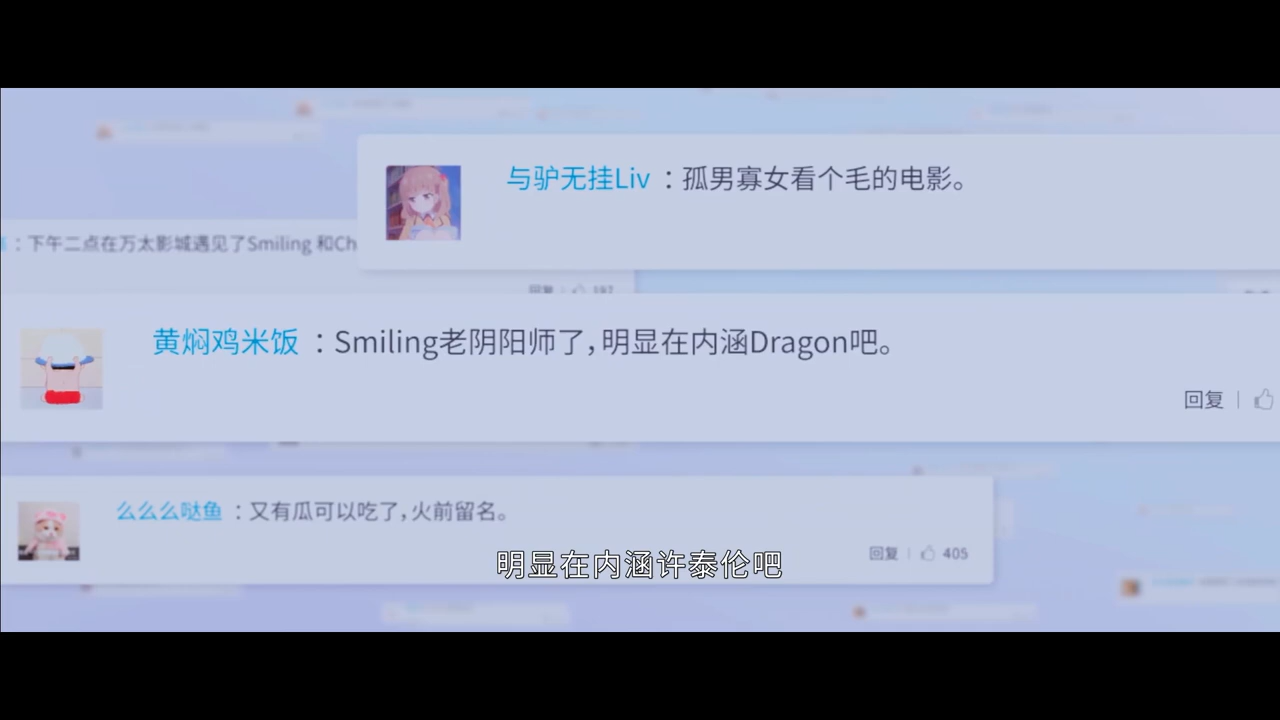 与驴无挂Liv ：孤男寡女看个毛的电影。
：下午二点在万太影城遇见了Smiling 和Ch
回复 192
黄焖鸡米饭 ：Smiling老阴阳师了，明显在内涵Dragon吧。
回复
么么么哒鱼 ：又有瓜可以吃了，火前留名。
回复 405
明显在内涵许泰伦吧